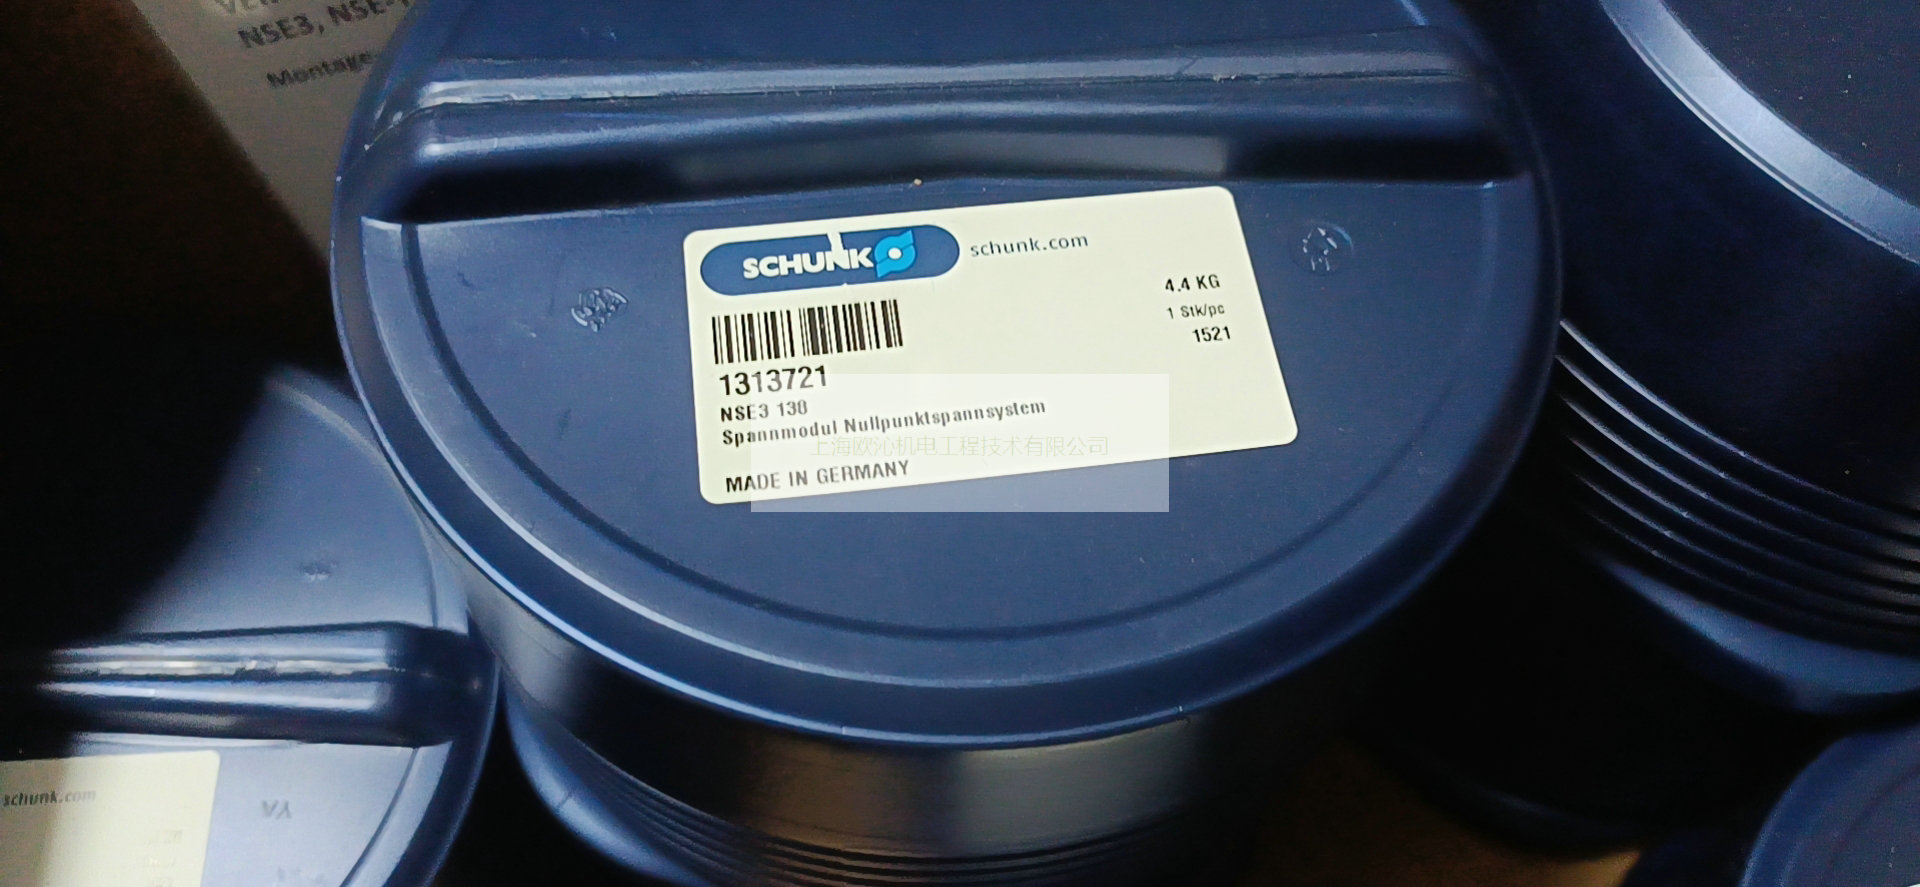 NSE3, NSE-
Montage-
SCHUNK
schunk.com
4.4 KG
1 Stk/pc
1521
1313721
NSE3 138
Spannmodul Nullpunktspannsystem
上海欧沁机电工程技术有限公司
MADE IN GERMANY
schunk.com